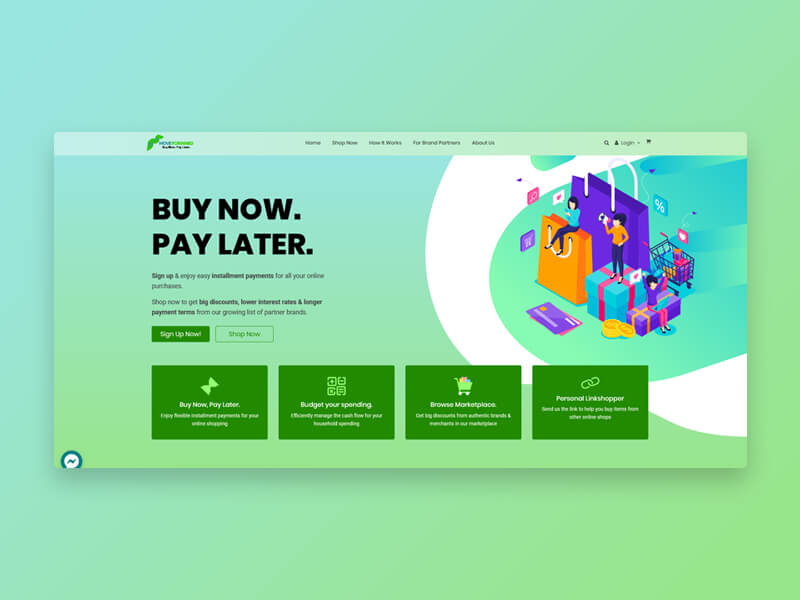 MOVEFORWARD
Buy Now. Pay Later.
Home
Shop Now
How It Works
For Brand Partners
About Us
Login
BUY NOW.
PAY LATER.
Sign up & enjoy easy installment payments for all your online
purchases.
Shop now to get big discounts, lower interest rates & longer
payment terms from our growing list of partner brands.
Sign Up Now!
Shop Now
%
Buy Now, Pay Later.
Enjoy flexible installment payments for your
online shopping
Budget your spending.
Efficiently manage the cash flow for your
household spending
Browse Marketplace.
Get big discounts from authentic brands &
merchants in our marketplace
Personal Linkshopper
Send us the link to help you buy items from
other online shops